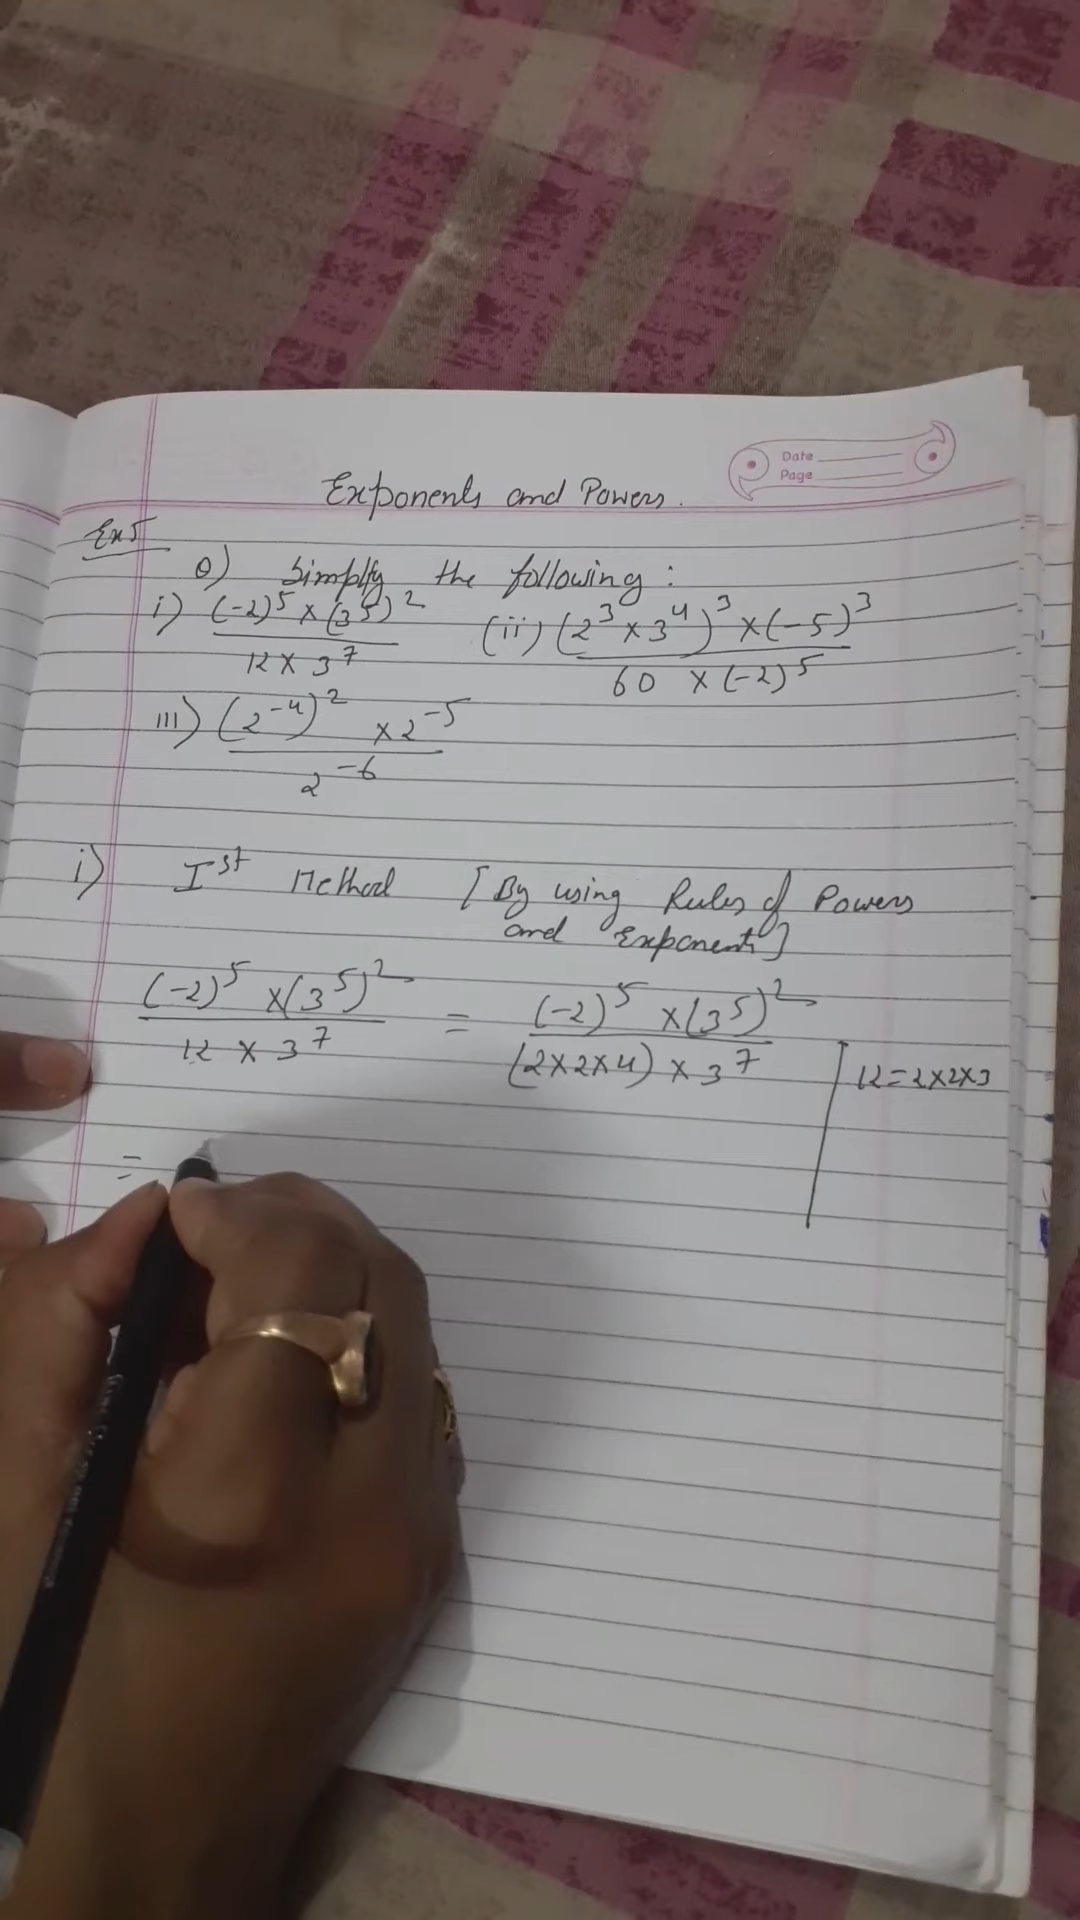 Date
Page
Exponents and Powers.
Ex 5
Q) Simplfy the following:
i) (-2)^5 × (3^5)^2 / 12 × 3^7 (ii) (2^3 × 3^4)^3 × (-5)^3 / 60 × (-2)^5
iii) (2^-4)^2 × 2^-5 / 2^-6
i) Ist Method [By using Rules of Powers
and Exponents]
(-2)^5 × (3^5)^2 / 12 × 3^7 = (-2)^5 × (3^5)^2 / (2×2×4) × 3^7 | 12 = 2×2×3
=